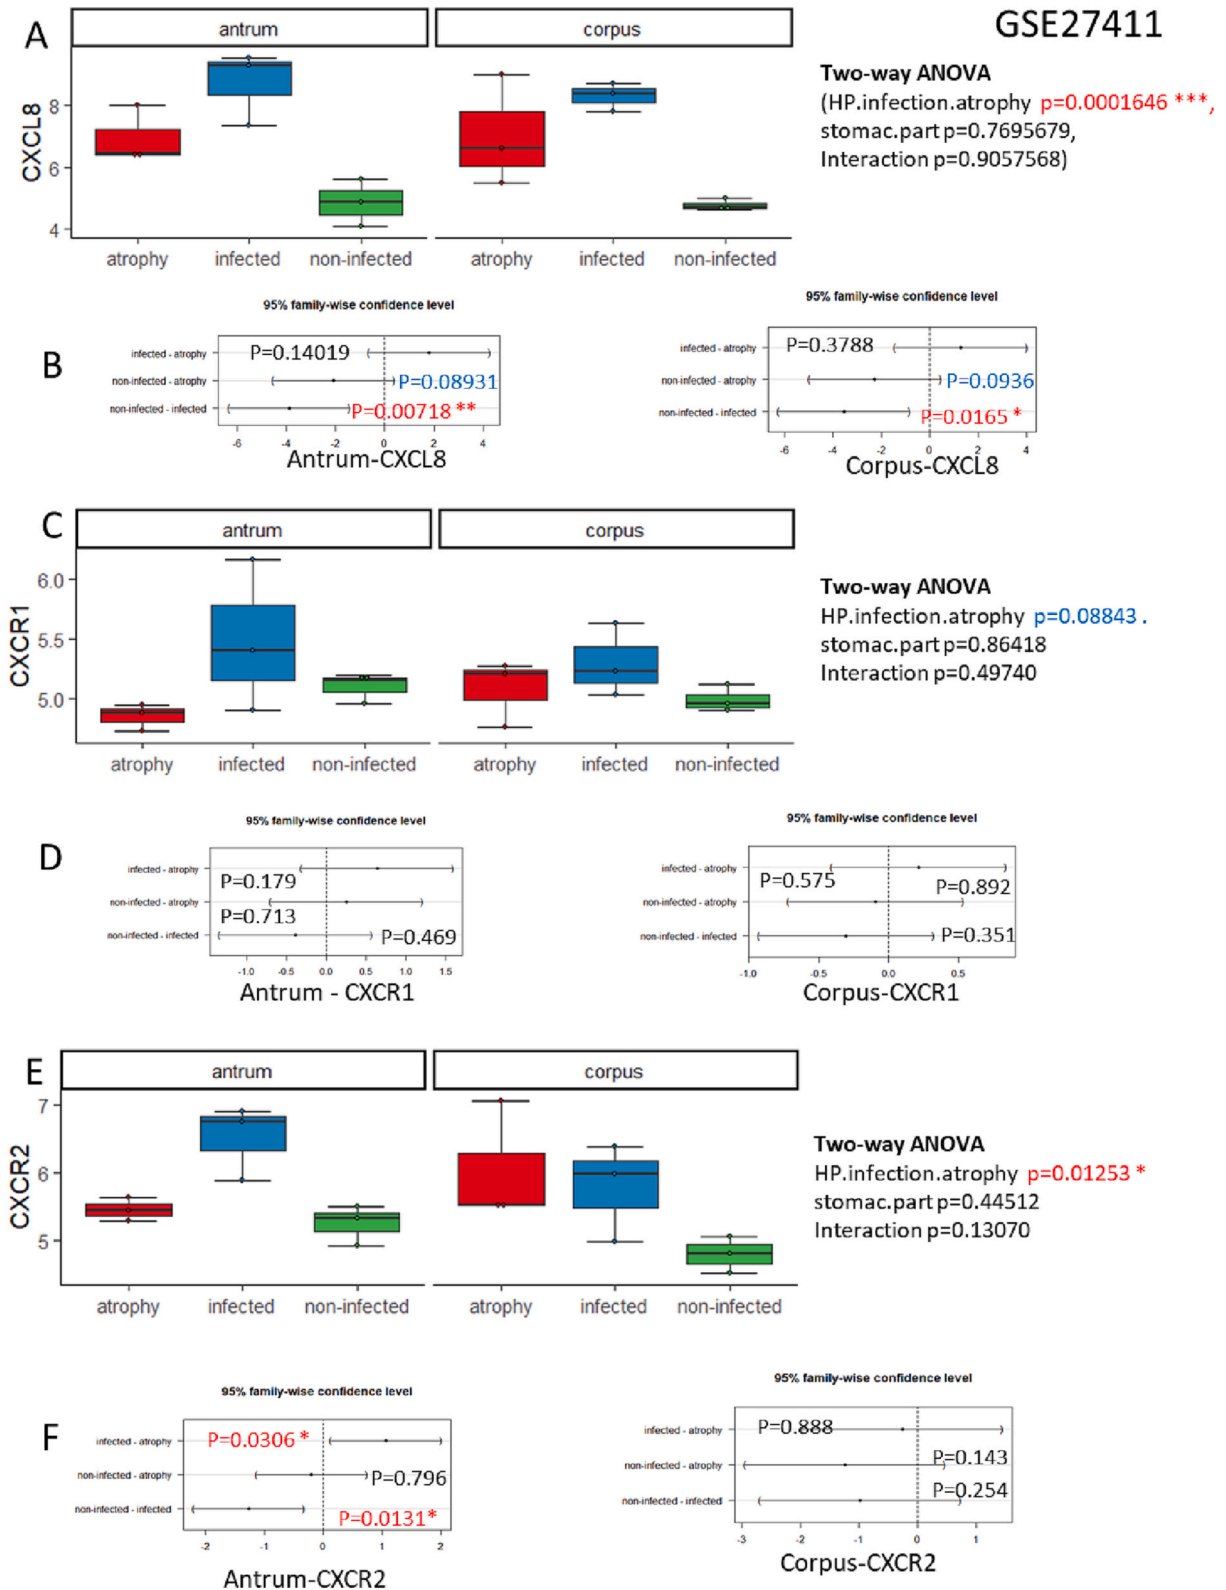 GSE27411
A
antrum
corpus
CXCL8
8
6
4
atrophy
infected
non-infected
atrophy
infected
non-infected
Two-way ANOVA
(HP.infection.atrophy p=0.0001646 ***,
stomac.part p=0.7695679,
Interaction p=0.9057568)
B
95% family-wise confidence level
infected - atrophy
P=0.14019
non-infected - atrophy
P=0.08931
non-infected - infected
P=0.00718 **
-6 -4 -2 0 2 4
Antrum-CXCL8
95% family-wise confidence level
infected - atrophy
P=0.3788
non-infected - atrophy
P=0.0936
non-infected - infected
P=0.0165 *
-6 -4 -2 0 2 4
Corpus-CXCL8
C
antrum
corpus
CXCR1
6.0
5.5
5.0
atrophy
infected
non-infected
atrophy
infected
non-infected
Two-way ANOVA
HP.infection.atrophy p=0.08843 .
stomac.part p=0.86418
Interaction p=0.49740
D
95% family-wise confidence level
infected - atrophy
P=0.179
non-infected - atrophy
P=0.713
non-infected - infected
P=0.469
-1.0 -0.5 0.0 0.5 1.0 1.5
Antrum - CXCR1
95% family-wise confidence level
infected - atrophy
P=0.575
P=0.892
non-infected - atrophy
non-infected - infected
P=0.351
-1.0 -0.5 0.0 0.5
Corpus-CXCR1
E
antrum
corpus
CXCR2
7
6
5
atrophy
infected
non-infected
atrophy
infected
non-infected
Two-way ANOVA
HP.infection.atrophy p=0.01253 *
stomac.part p=0.44512
Interaction p=0.13070
F
95% family-wise confidence level
infected - atrophy
P=0.0306 *
non-infected - atrophy
P=0.796
non-infected - infected
P=0.0131*
-2 -1 0 1 2
Antrum-CXCR2
95% family-wise confidence level
infected - atrophy
P=0.888
non-infected - atrophy
P=0.143
non-infected - infected
P=0.254
-3 -2 -1 0 1
Corpus-CXCR2